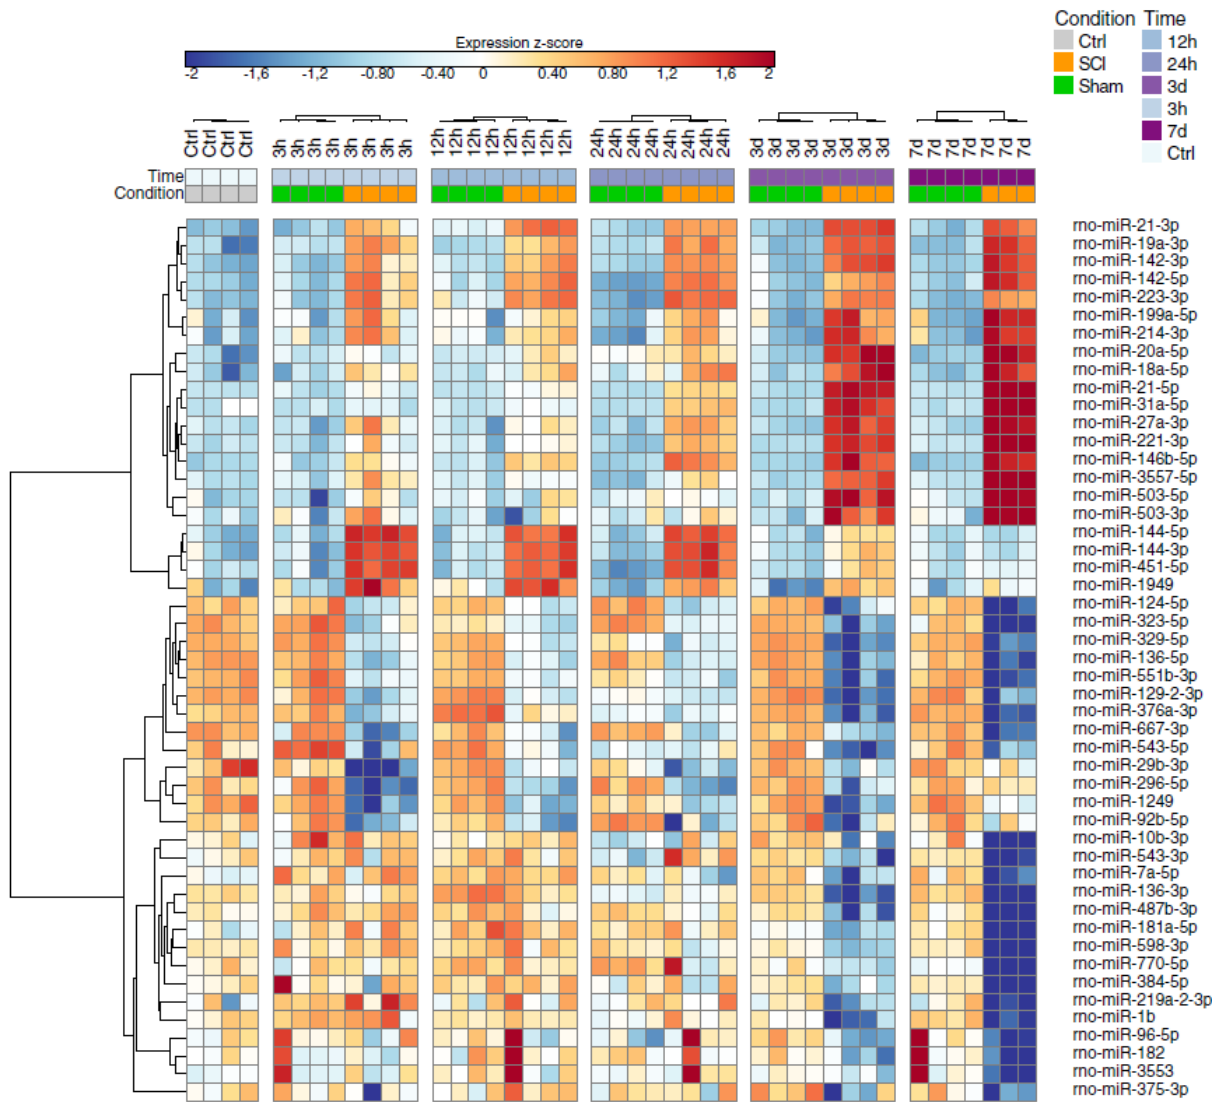 Condition Time
Ctrl 12h
SCI 24h
Sham 3d
3h
7d
Ctrl
Expression z-score
-2 -1,6 -1,2 -0.80 -0.40 0 0.40 0.80 1,2 1,6 2
Ctrl Ctrl Ctrl Ctrl 3h 3h 3h 3h 3h 3h 3h 3h 12h 12h 12h 12h 12h 12h 12h 12h 24h 24h 24h 24h 24h 24h 24h 24h 3d 3d 3d 3d 3d 3d 3d 3d 7d 7d 7d 7d 7d 7d 7d
Time
Condition
rno-miR-21-3p
rno-miR-19a-3p
rno-miR-142-3p
rno-miR-142-5p
rno-miR-223-3p
rno-miR-199a-5p
rno-miR-214-3p
rno-miR-20a-5p
rno-miR-18a-5p
rno-miR-21-5p
rno-miR-31a-5p
rno-miR-27a-3p
rno-miR-221-3p
rno-miR-146b-5p
rno-miR-3557-5p
rno-miR-503-5p
rno-miR-503-3p
rno-miR-144-5p
rno-miR-144-3p
rno-miR-451-5p
rno-miR-1949
rno-miR-124-5p
rno-miR-323-5p
rno-miR-329-5p
rno-miR-136-5p
rno-miR-551b-3p
rno-miR-129-2-3p
rno-miR-376a-3p
rno-miR-667-3p
rno-miR-543-5p
rno-miR-29b-3p
rno-miR-296-5p
rno-miR-1249
rno-miR-92b-5p
rno-miR-10b-3p
rno-miR-543-3p
rno-miR-7a-5p
rno-miR-136-3p
rno-miR-487b-3p
rno-miR-181a-5p
rno-miR-598-3p
rno-miR-770-5p
rno-miR-384-5p
rno-miR-219a-2-3p
rno-miR-1b
rno-miR-96-5p
rno-miR-182
rno-miR-3553
rno-miR-375-3p